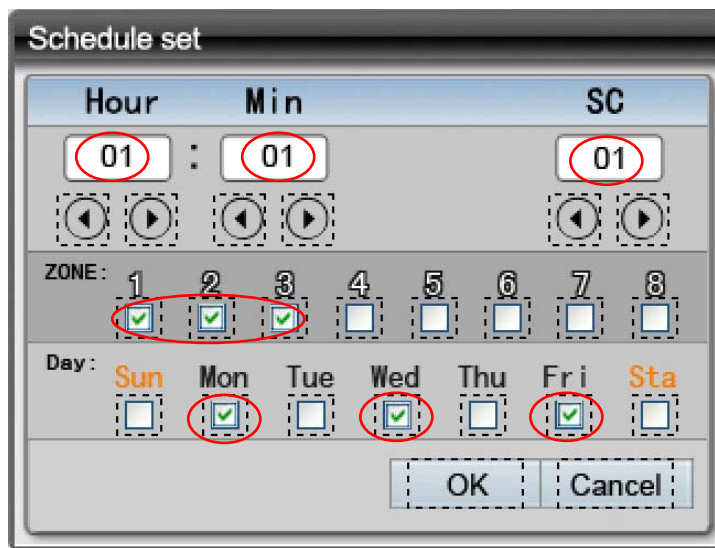 Schedule set
Hour Min SC
01 : 01 01
ZONE: 1 2 3 4 5 6 7 8
Day: Sun Mon Tue Wed Thu Fri Sta
OK Cancel